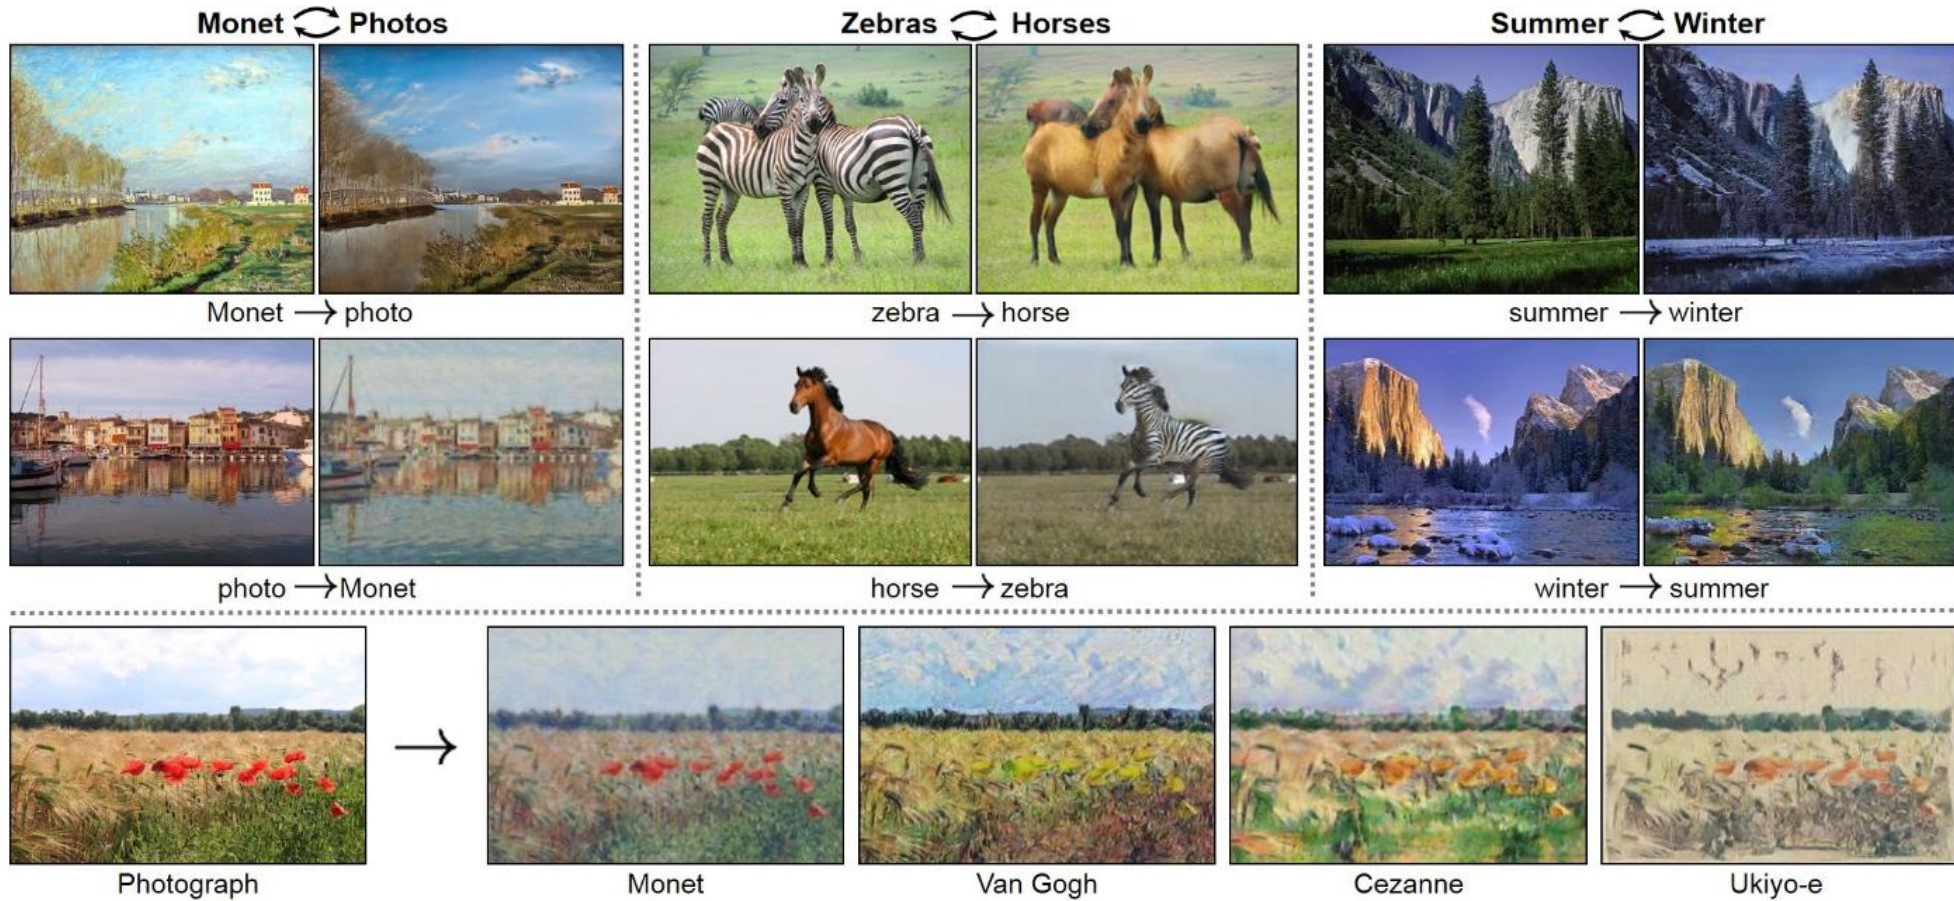 Monet Photos
Zebras Horses
Summer Winter
Monet → photo
zebra → horse
summer → winter
photo → Monet
horse → zebra
winter → summer
Photograph
→
Monet
Van Gogh
Cezanne
Ukiyo-e